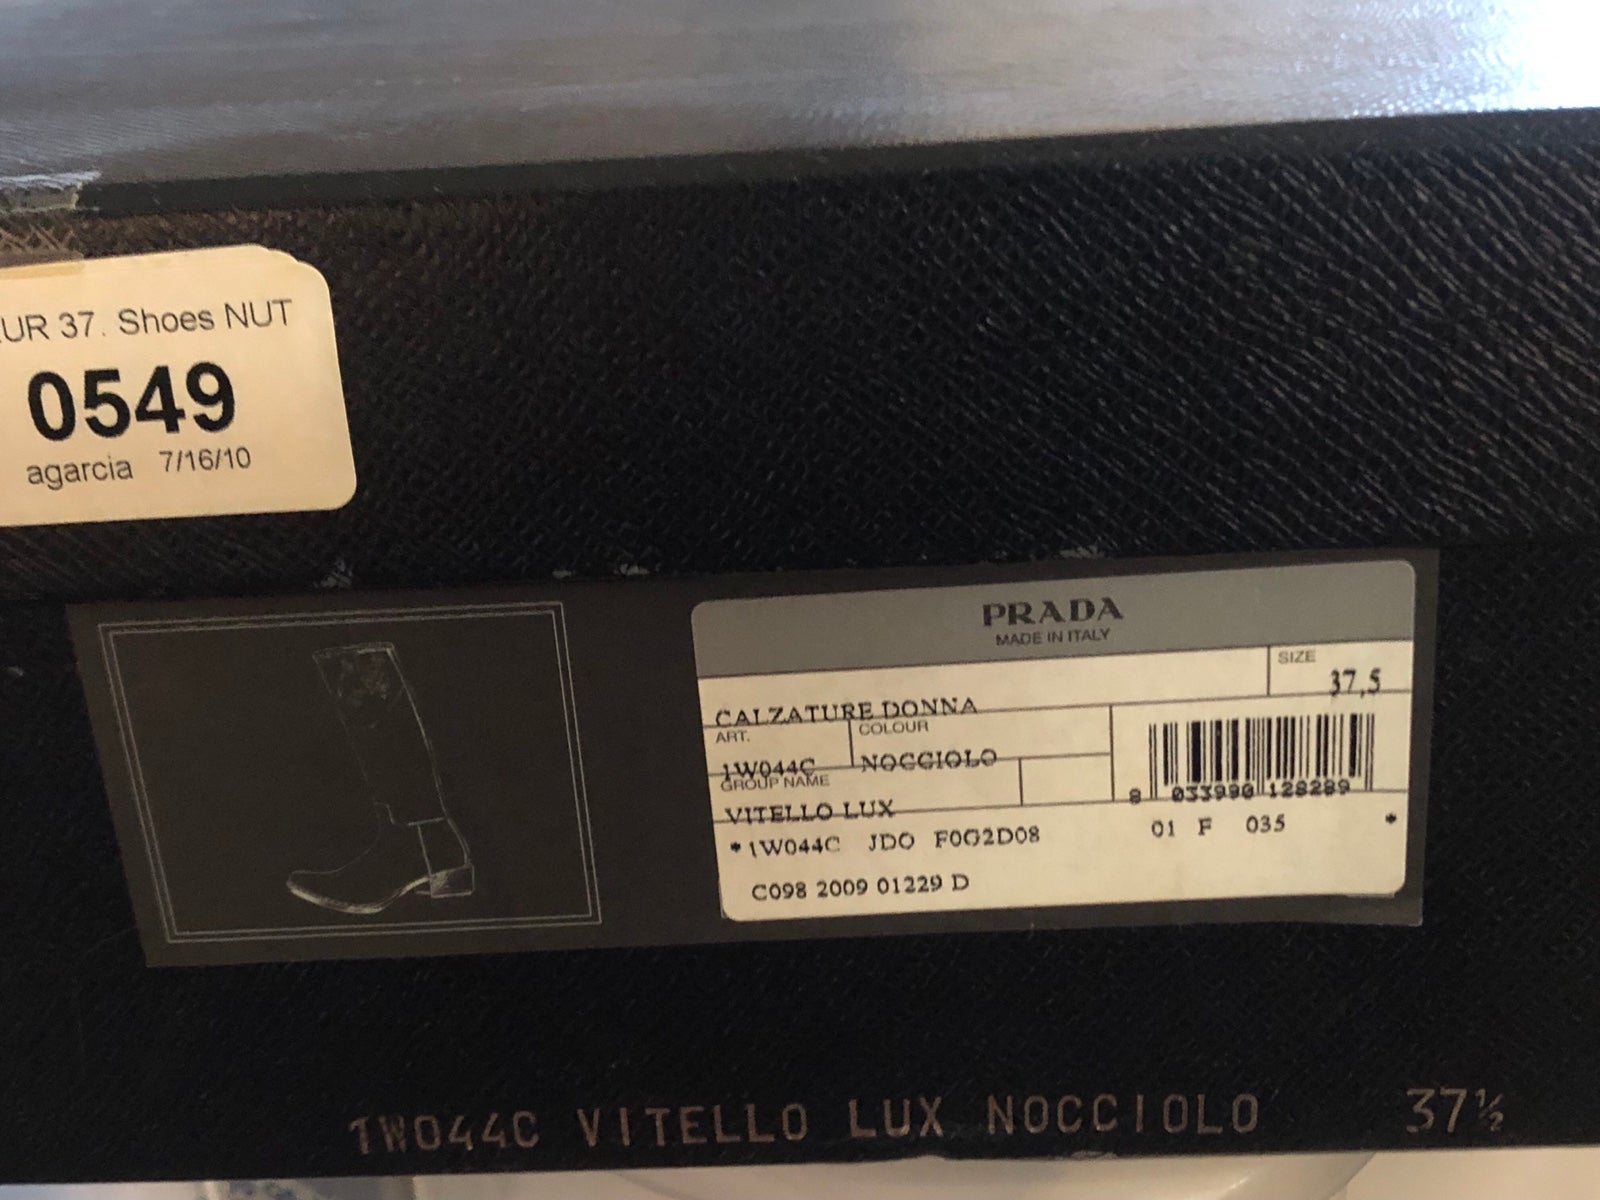 UR 37. Shoes NUT
0549
agarcia 7/16/10
PRADA
MADE IN ITALY
SIZE
37,5
CALZATURE DONNA
ART.
COLOUR
1W044C
NOCCIOLO
GROUP NAME
VITELLO LUX
8 033990 128289
*1W044C JDO F0G2D08
01 F 035 *
C098 2009 01229 D
1W044C VITELLO LUX NOCCIOLO 37½